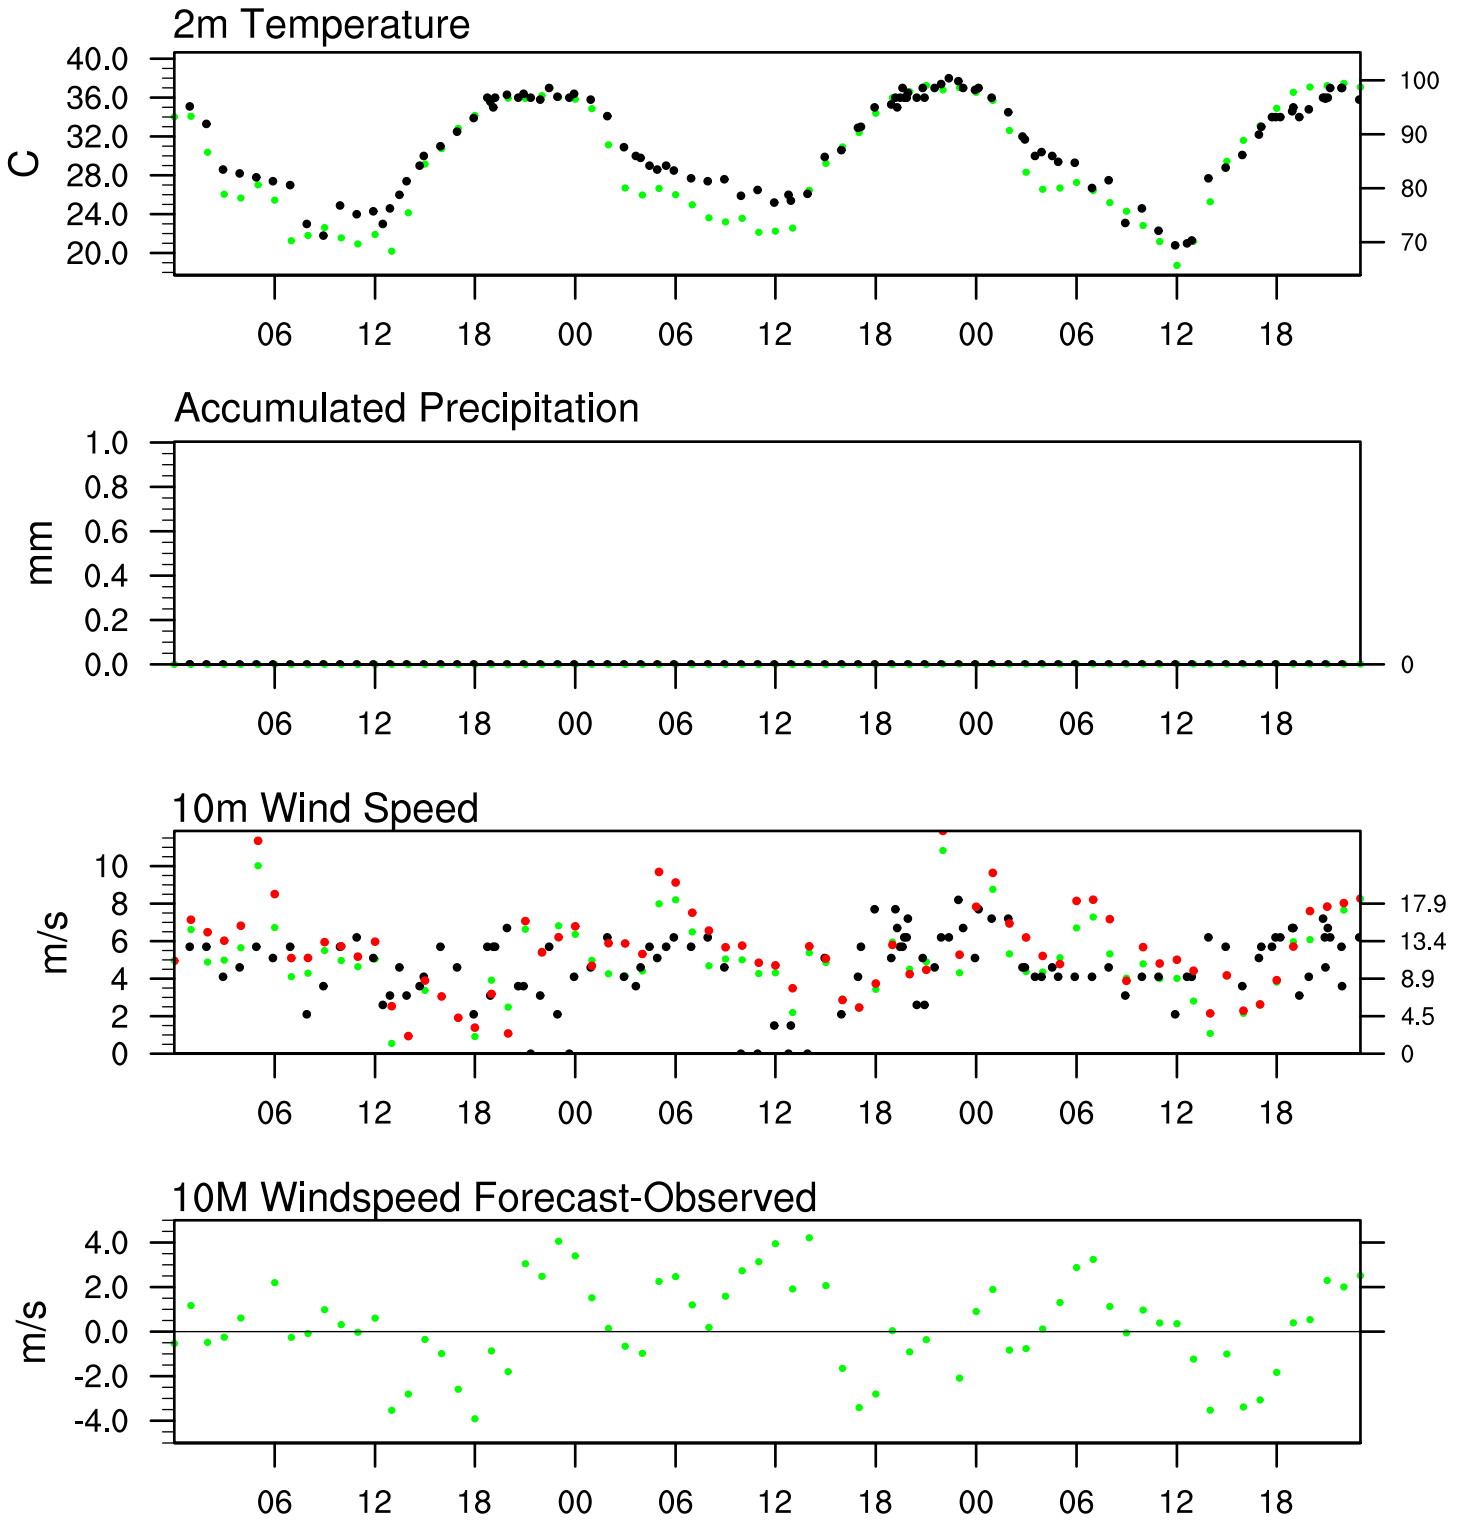 2m Temperature
40.0
36.0
32.0
28.0
24.0
20.0
C
100
90
80
70
06 12 18 00 06 12 18 00 06 12 18
Accumulated Precipitation
1.0
0.8
0.6
0.4
0.2
0.0
mm
0
06 12 18 00 06 12 18 00 06 12 18
10m Wind Speed
10
8
6
4
2
0
m/s
17.9
13.4
8.9
4.5
0
06 12 18 00 06 12 18 00 06 12 18
10M Windspeed Forecast-Observed
4.0
2.0
0.0
-2.0
-4.0
m/s
06 12 18 00 06 12 18 00 06 12 18